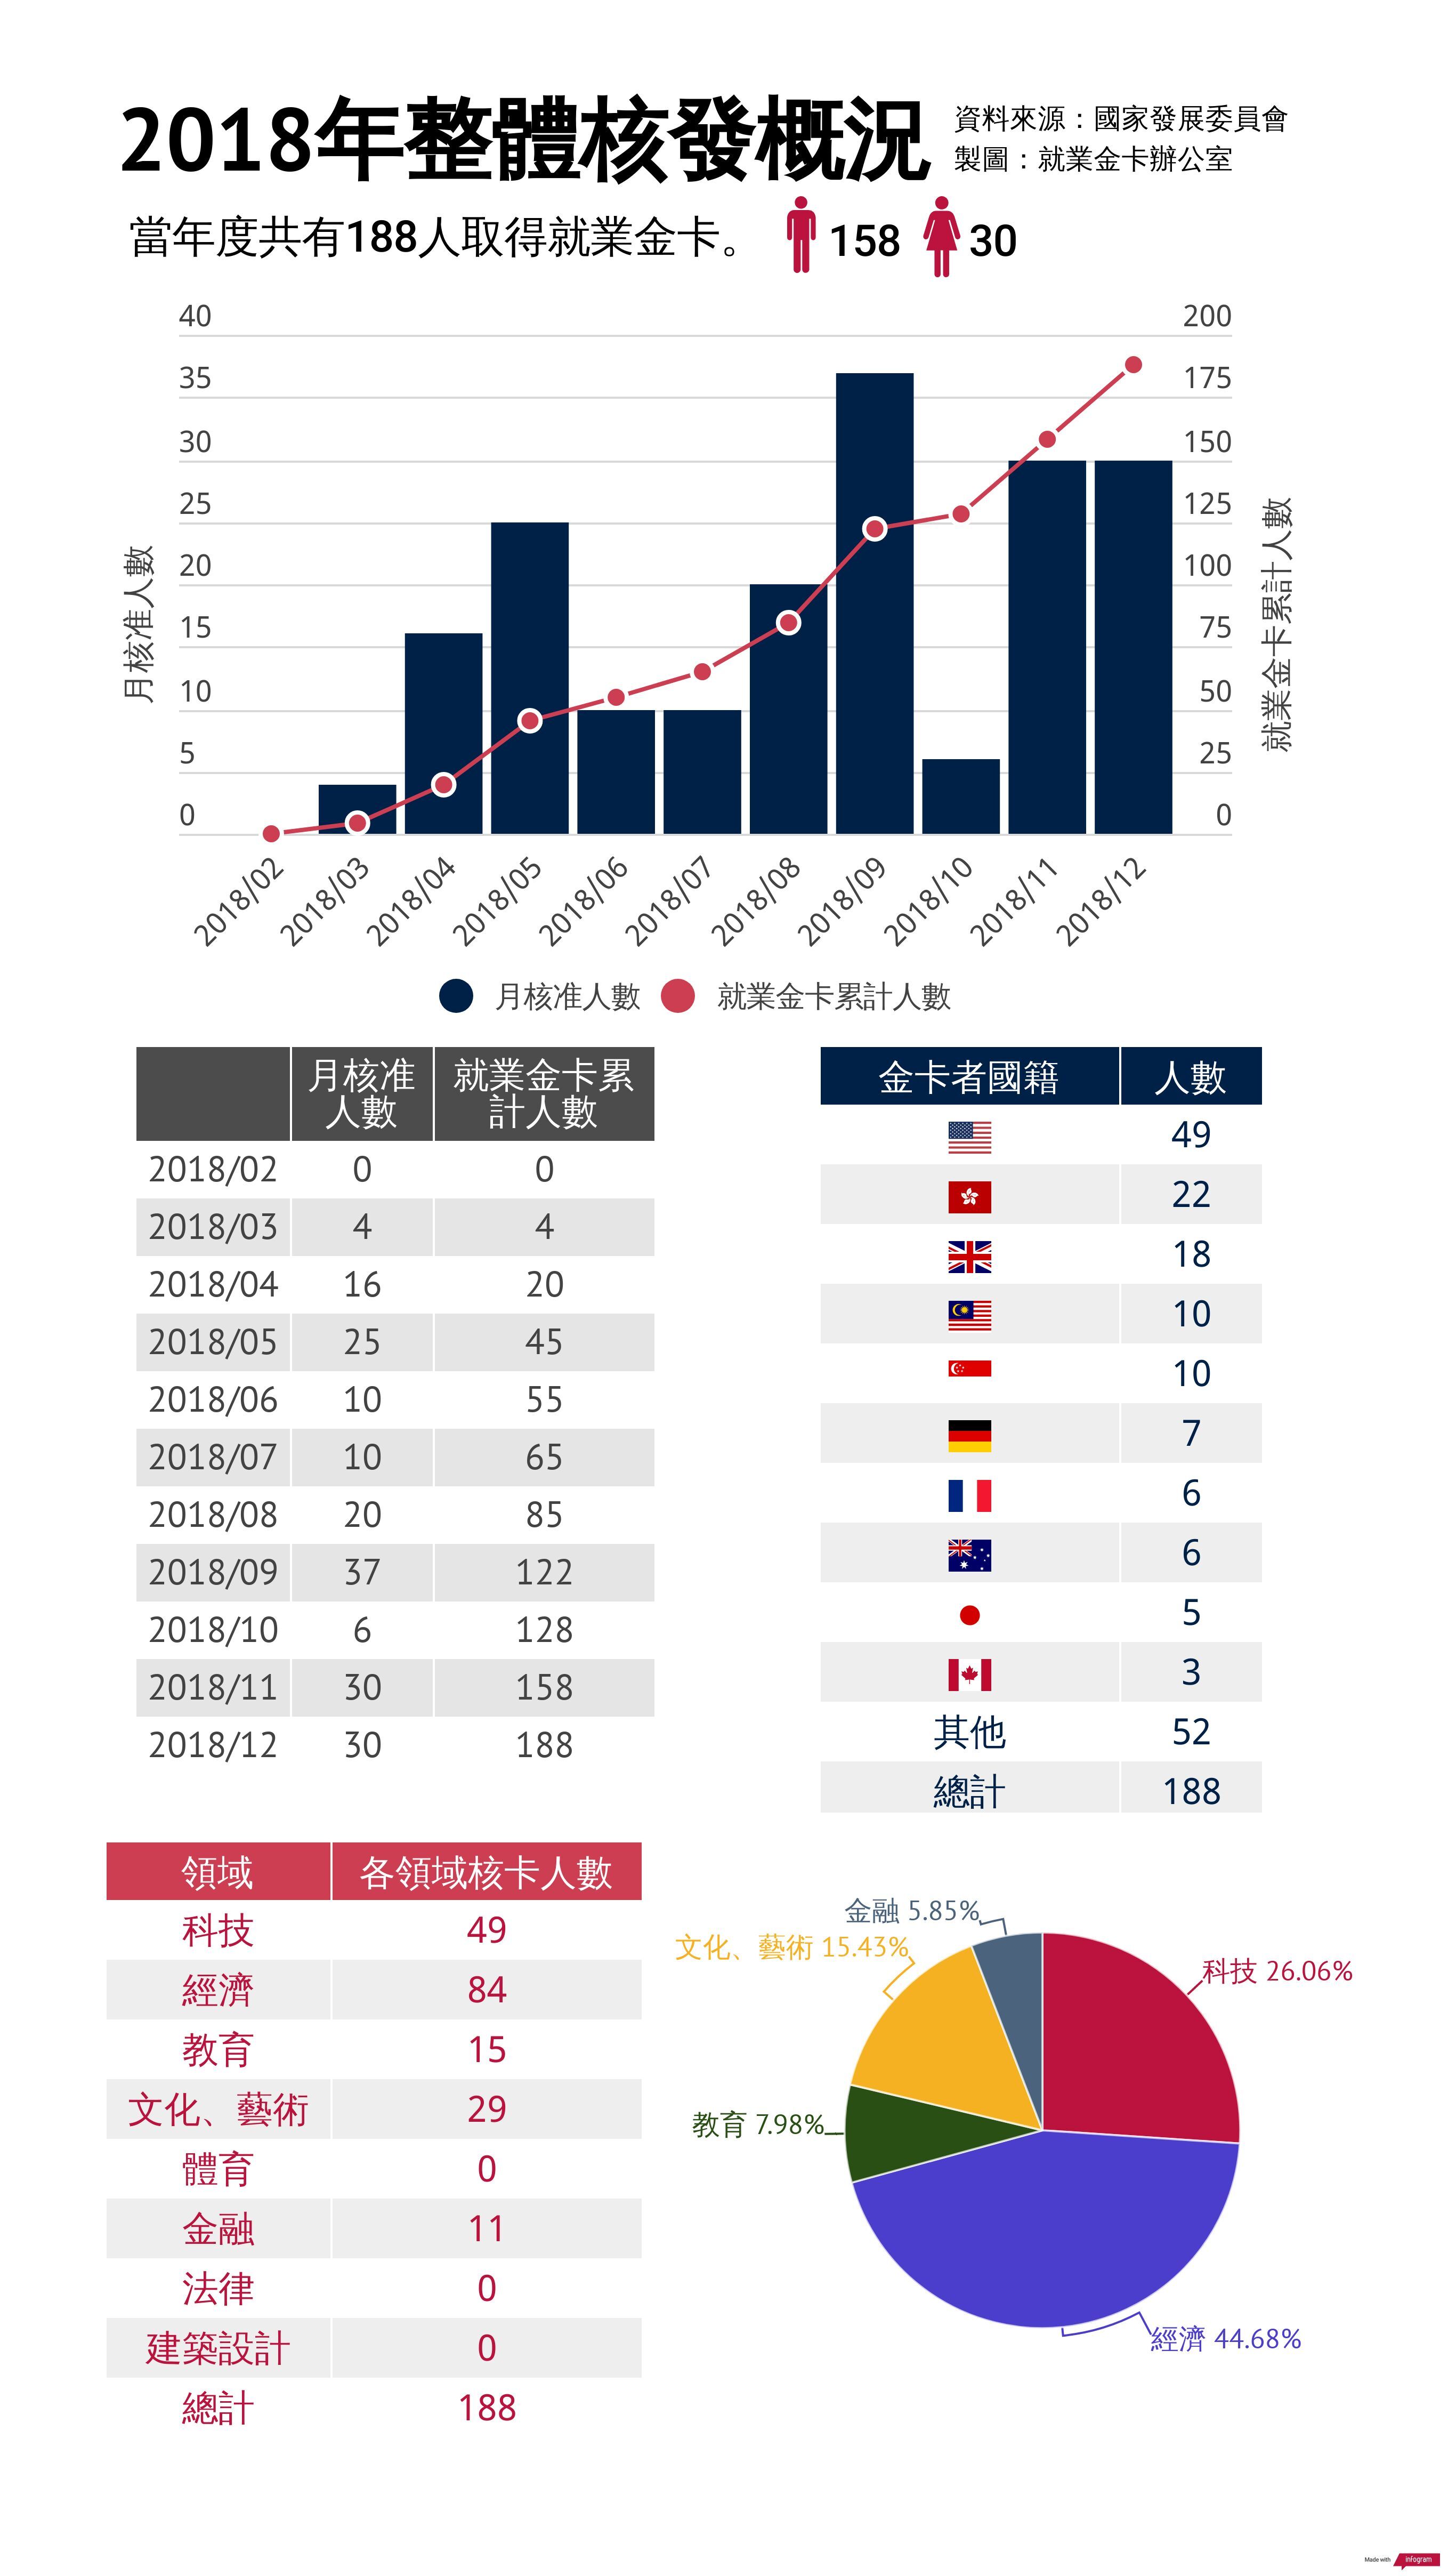 2018年整體核發概況
資料來源：國家發展委員會
製圖：就業金卡辦公室
當年度共有188人取得就業金卡。 158 30
40 200
35 175
30 150
25 125
20 100
15 75
10 50
5 25
0 0
月核准人數
就業金卡累計人數
2018/02 2018/03 2018/04 2018/05 2018/06 2018/07 2018/08 2018/09 2018/10 2018/11 2018/12
月核准人數 就業金卡累計人數
月核准
人數
就業金卡累
計人數
2018/02 0 0
2018/03 4 4
2018/04 16 20
2018/05 25 45
2018/06 10 55
2018/07 10 65
2018/08 20 85
2018/09 37 122
2018/10 6 128
2018/11 30 158
2018/12 30 188
金卡者國籍 人數
49
22
18
10
10
7
6
6
5
3
其他 52
總計 188
領域 各領域核卡人數
科技 49
經濟 84
教育 15
文化、藝術 29
體育 0
金融 11
法律 0
建築設計 0
總計 188
金融 5.85%
文化、藝術 15.43%
科技 26.06%
教育 7.98%
經濟 44.68%
Made with infogram